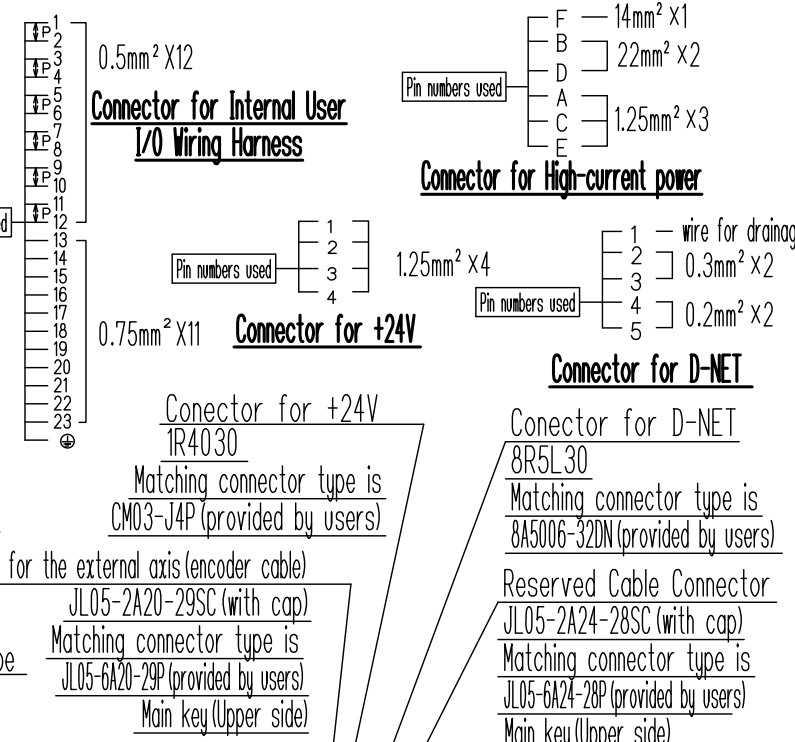 1
P
2
3
P
4
5
P
6
7
P
8
9
P
10
11
P
12
13
14
15
16
17
18
19
20
21
22
23
0.5mm² X12
0.75mm² X11
Connector for Internal User
I/O Wiring Harness
Pin numbers used
F
B
D
A
C
E
14mm² X1
22mm² X2
1.25mm² X3
Connector for High-current power
Pin numbers used
1
2
3
4
1.25mm² X4
Connector for +24V
Pin numbers used
1
2
3
4
5
wire for drainag
0.3mm² X2
0.2mm² X2
Connector for D-NET
Conector for +24V
1R4030
Matching connector type is
CM03-J4P(provided by users)
for the external axis(encoder cable)
JL05-2A20-29SC(with cap)
Matching connector type is
JL05-6A20-29P(provided by users)
Main key(Upper side)
Conector for D-NET
8R5L30
Matching connector type is
8A5006-32DN(provided by users)
Reserved Cable Connector
JL05-2A24-28SC(with cap)
Matching connector type is
JL05-6A24-28P(provided by users)
Main key(Upper side)